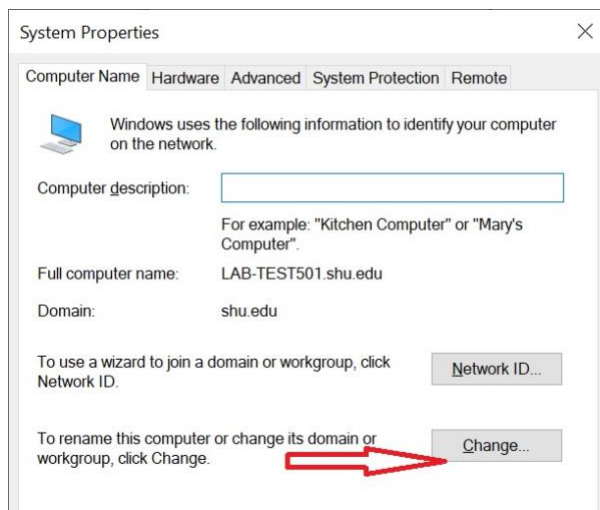 System Properties
Computer Name Hardware Advanced System Protection Remote
Windows uses the following information to identify your computer
on the network.
Computer description:
For example: "Kitchen Computer" or "Mary's
Computer".
Full computer name: LAB-TEST501.shu.edu
Domain: shu.edu
To use a wizard to join a domain or workgroup, click
Network ID.
Network ID...
To rename this computer or change its domain or
workgroup, click Change.
Change...